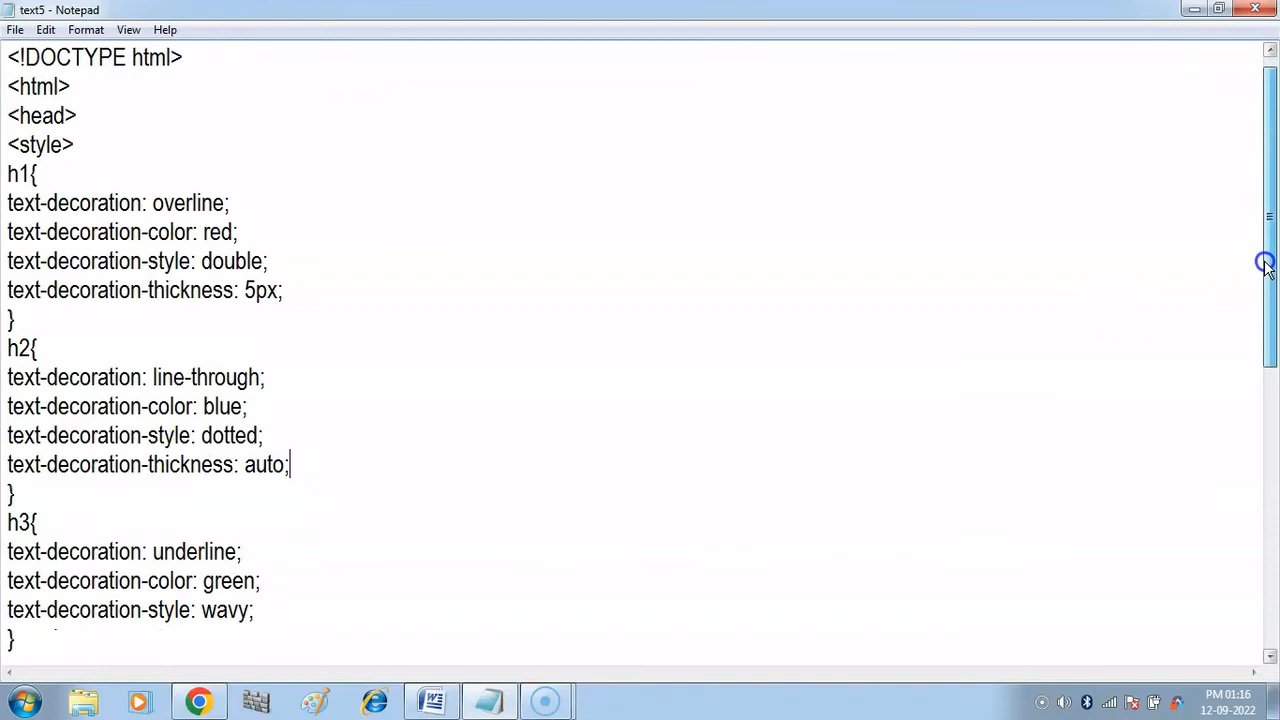 text5 - Notepad
File Edit Format View Help
<!DOCTYPE html>
<html>
<head>
<style>
h1{
text-decoration: overline;
text-decoration-color: red;
text-decoration-style: double;
text-decoration-thickness: 5px;
}
h2{
text-decoration: line-through;
text-decoration-color: blue;
text-decoration-style: dotted;
text-decoration-thickness: auto;
}
h3{
text-decoration: underline;
text-decoration-color: green;
text-decoration-style: wavy;
}
PM 01:16
12-09-2022